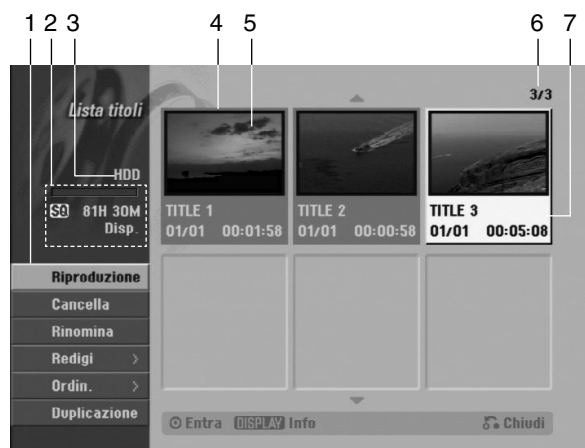 1 2 3 4 5 6 7
3/3
Lista titoli
HDD
SQ 81H 30M
Disp.
TITLE 1
01/01 00:01:58
TITLE 2
01/01 00:00:58
TITLE 3
01/01 00:05:08
Riproduzione
Cancella
Rinomina
Redigi >
Ordin. >
Duplicazione
Entra DISPLAY Info
Chiudi